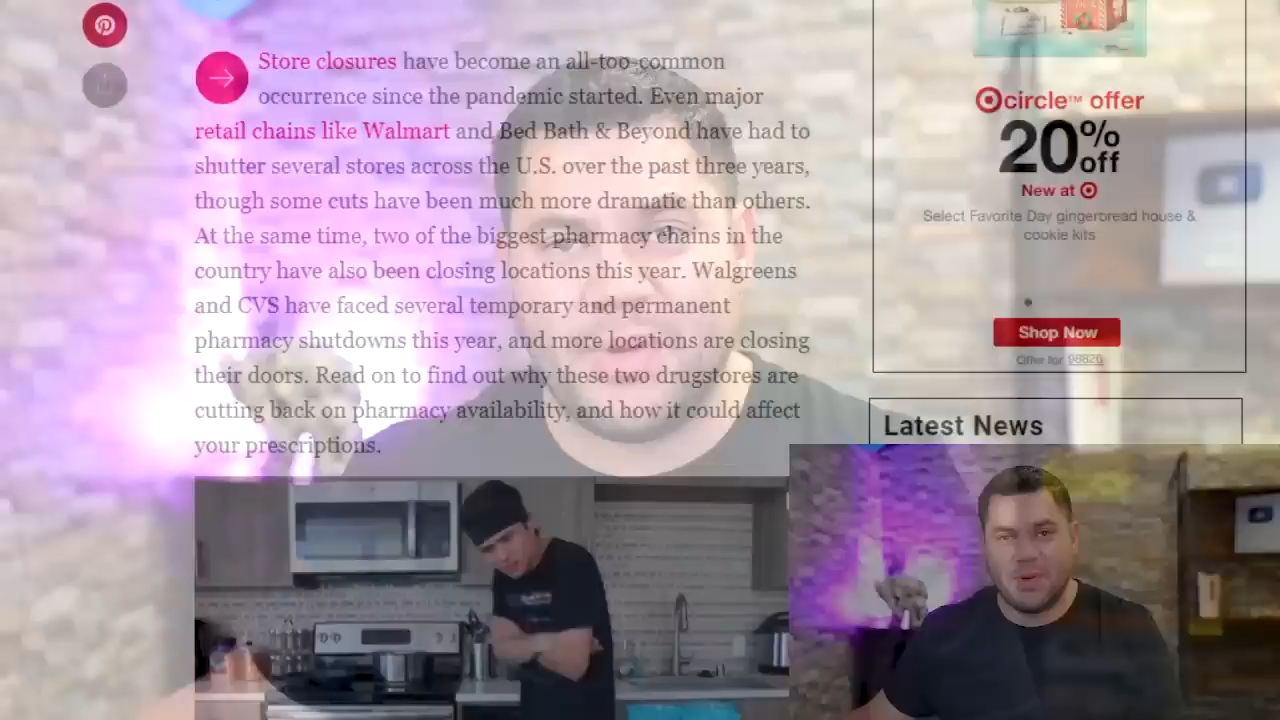 Store closures have become an all-too-common
occurrence since the pandemic started. Even major
retail chains like Walmart and Bed Bath & Beyond have had to
shutter several stores across the U.S. over the past three years,
though some cuts have been much more dramatic than others.
At the same time, two of the biggest pharmacy chains in the
country have also been closing locations this year. Walgreens
and CVS have faced several temporary and permanent
pharmacy shutdowns this year, and more locations are closing
their doors. Read on to find out why these two drugstores are
cutting back on pharmacy availability, and how it could affect
your prescriptions.
circle™ offer
20% off
New at
Select Favorite Day gingerbread house &
cookie kits
Shop Now
Offer for 98826
Latest News